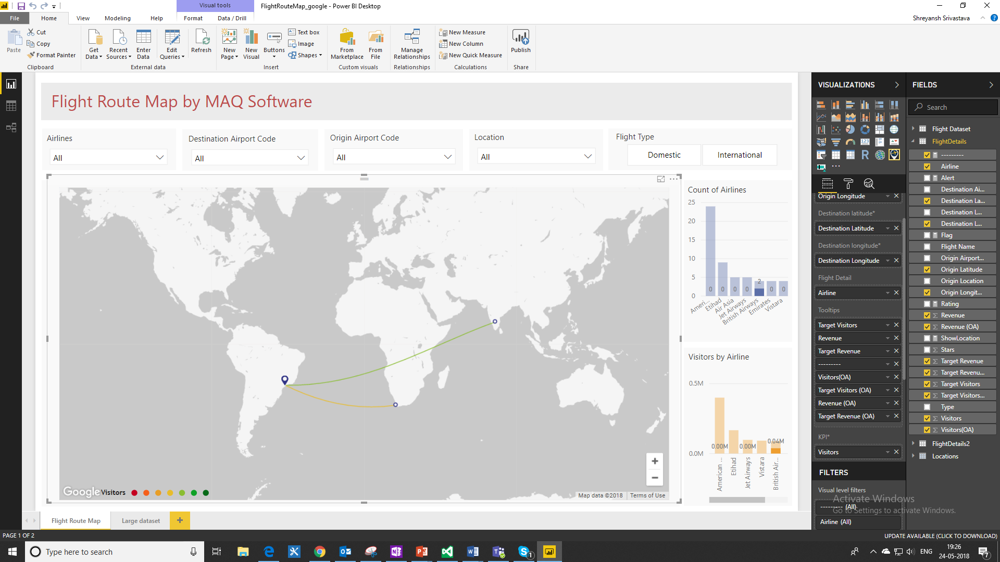 Visual tools
FlightRouteMap_google - Power BI Desktop
File Home View Modeling Help Format Data / Drill
Shreyansh Srivastava
Paste
Cut
Copy
Format Painter
Clipboard
Get Data
Recent Sources
Enter Data
Edit Queries
Refresh
External data
New Page
New Visual
Buttons
Text box
Image
Shapes
Insert
From Marketplace
From File
Custom visuals
Manage Relationships
Relationships
New Measure
New Column
New Quick Measure
Calculations
Publish
Share
Flight Route Map by MAQ Software
Airlines
All
Destination Airport Code
All
Origin Airport Code
All
Location
All
Flight Type
Domestic
International
Google
Visitors
Map data ©2018
Terms of Use
+
−
Count of Airlines
25
20
15
10
5
0
0 0 0 0 2 0 0
Ameri...
Etihad
Air Asia
Jet Airways
British Airways
Emirates
Vistara
Visitors by Airline
0.5M
0.0M
0.00M
0.00M
0.04M
American ...
Etihad
Jet Airways
Vistara
British Air...
VISUALIZATIONS
Origin Longitude
Destination latitude*
Destination Latitude
Destination longitude*
Destination Longitude
Flight Detail
Airline
Tooltips
Target Visitors
Revenue
Target Revenue
---------
Visitors(OA)
Target Visitors (OA)
Revenue (OA)
Target Revenue (OA)
KPI*
Visitors
FILTERS
Visual level filters
--------- (All)
Airline (All)
FIELDS
Search
Flight Dataset
FlightDetails
---------
Airline
Alert
Destination Ai...
Destination La...
Destination L...
Destination L...
Flag
Flight Name
Origin Airport...
Origin Latitude
Origin Location
Origin Longit...
Rating
Revenue
Revenue (OA)
ShowLocation
Stars
Target Revenue
Target Revenu...
Target Visitors
Target Visitors...
Type
Visitors
Visitors(OA)
FlightDetails2
Locations
Activate Windows
Go to Settings to activate Windows.
Flight Route Map
Large dataset
+
PAGE 1 OF 2
UPDATE AVAILABLE (CLICK TO DOWNLOAD)
Type here to search
ENG
19:26
24-05-2018